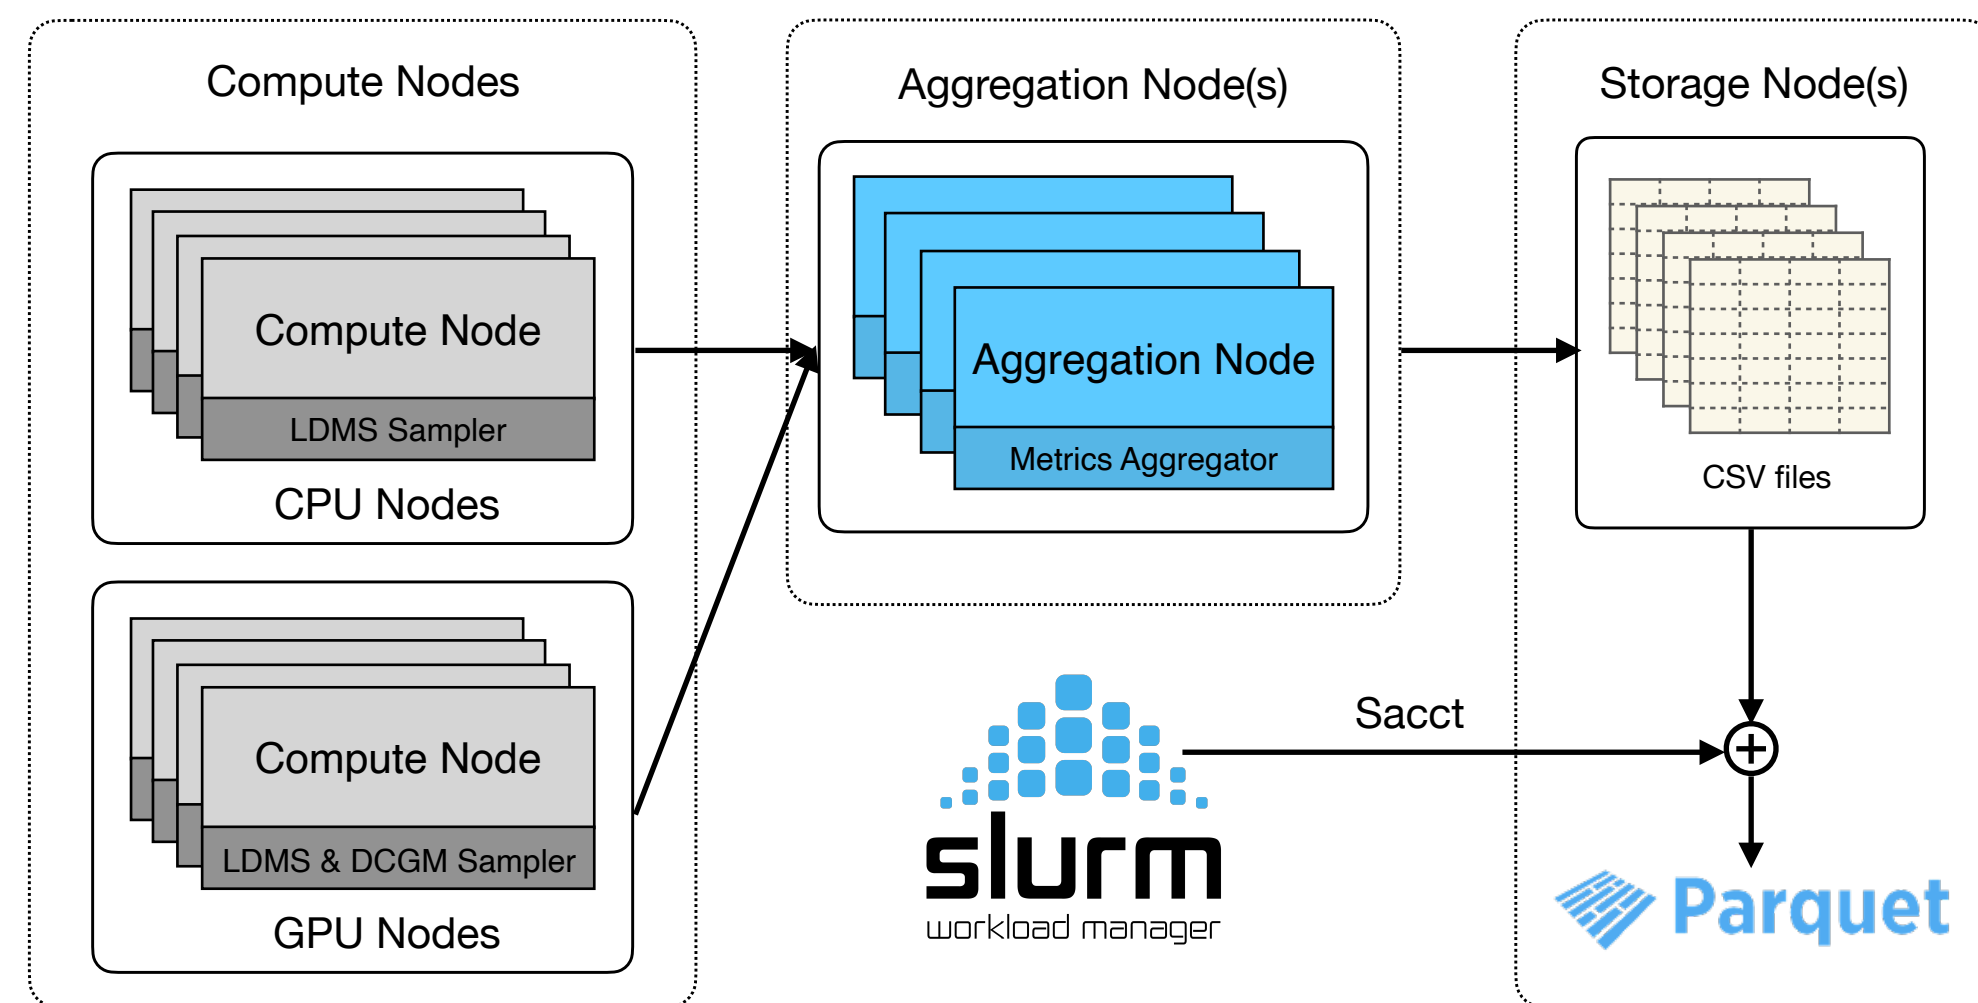 Compute Nodes
Compute Node
LDMS Sampler
CPU Nodes
Compute Node
LDMS & DCGM Sampler
GPU Nodes
Aggregation Node(s)
Aggregation Node
Metrics Aggregator
slurm
workload manager
Sacct
Storage Node(s)
CSV files
Parquet